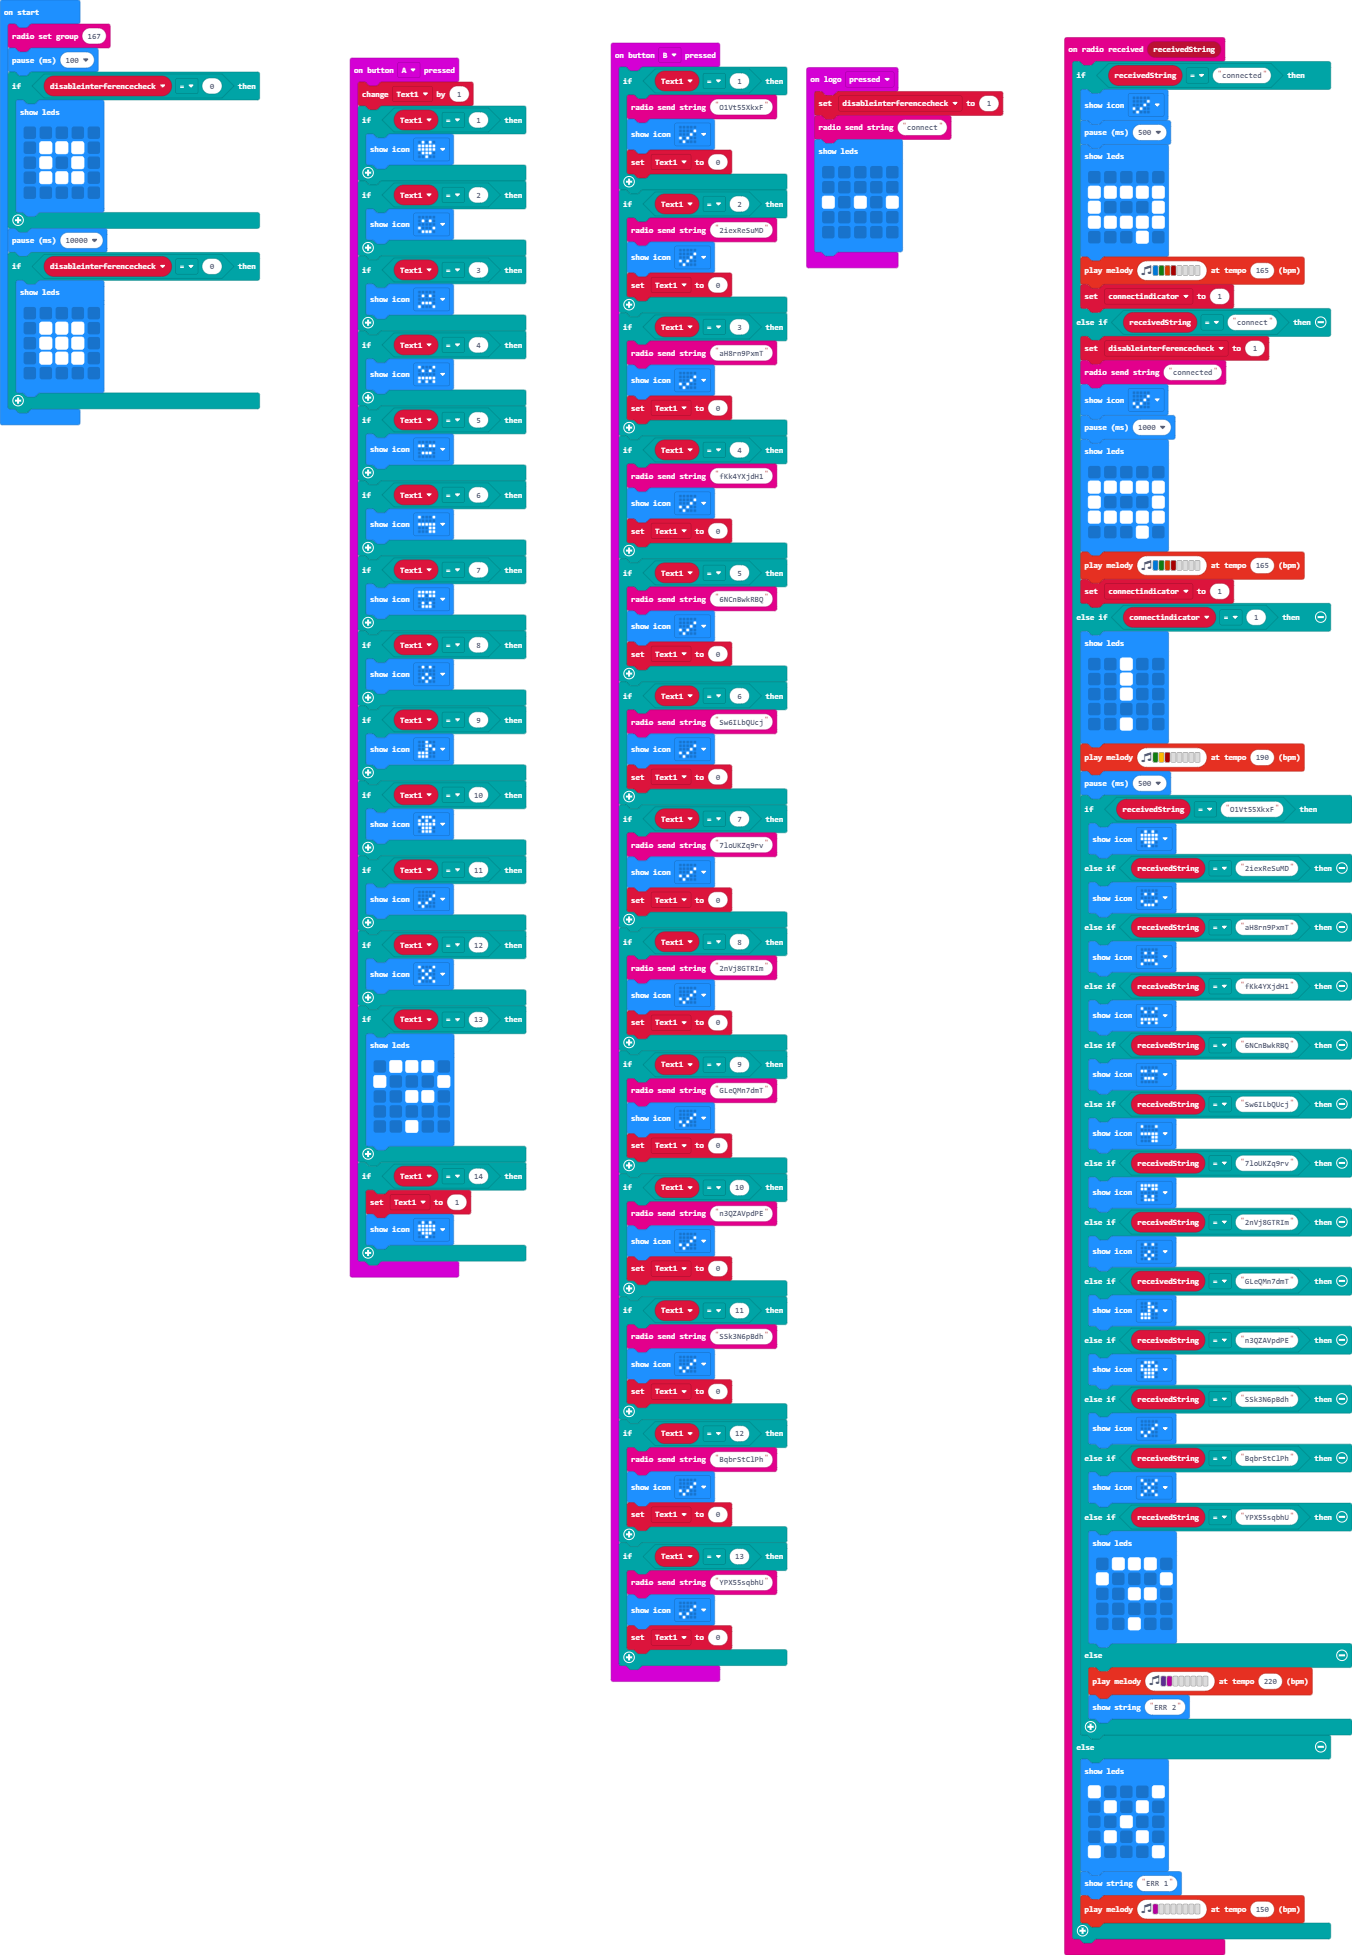 on start
radio set group 167
pause (ms) 100
if disableinterferencecheck = 0 then
show leds
pause (ms) 10000
if disableinterferencecheck = 0 then
show leds
on button A pressed
change Text1 by 1
if Text1 = 1 then
show icon
if Text1 = 2 then
show icon
if Text1 = 3 then
show icon
if Text1 = 4 then
show icon
if Text1 = 5 then
show icon
if Text1 = 6 then
show icon
if Text1 = 7 then
show icon
if Text1 = 8 then
show icon
if Text1 = 9 then
show icon
if Text1 = 10 then
show icon
if Text1 = 11 then
show icon
if Text1 = 12 then
show icon
if Text1 = 13 then
show leds
if Text1 = 14 then
set Text1 to 1
show icon
on button B pressed
if Text1 = 1 then
radio send string "O1Vt55XkxF"
show icon
set Text1 to 0
if Text1 = 2 then
radio send string "2iexReSuMD"
show icon
set Text1 to 0
if Text1 = 3 then
radio send string "aH8rn9PxmT"
show icon
set Text1 to 0
if Text1 = 4 then
radio send string "fKk4YXjdH1"
show icon
set Text1 to 0
if Text1 = 5 then
radio send string "6NCnBwkRBQ"
show icon
set Text1 to 0
if Text1 = 6 then
radio send string "Sw6ILbQUcj"
show icon
set Text1 to 0
if Text1 = 7 then
radio send string "7loUKZq9rv"
show icon
set Text1 to 0
if Text1 = 8 then
radio send string "2nVj8GTRIm"
show icon
set Text1 to 0
if Text1 = 9 then
radio send string "GLeQMn7dmT"
show icon
set Text1 to 0
if Text1 = 10 then
radio send string "n3QZAVpdPE"
show icon
set Text1 to 0
if Text1 = 11 then
radio send string "SSk3N6pBdh"
show icon
set Text1 to 0
if Text1 = 12 then
radio send string "BqbrStClPh"
show icon
set Text1 to 0
if Text1 = 13 then
radio send string "YPX55sqbhU"
show icon
set Text1 to 0
on logo pressed
set disableinterferencecheck to 1
radio send string "connect"
show leds
on radio received receivedString
if receivedString = "connected" then
show icon
pause (ms) 500
show leds
play melody at tempo 165 (bpm)
set connectindicator to 1
else if receivedString = "connect" then
set disableinterferencecheck to 1
radio send string "connected"
show icon
pause (ms) 1000
show leds
play melody at tempo 165 (bpm)
set connectindicator to 1
else if connectindicator = 1 then
show leds
play melody at tempo 190 (bpm)
pause (ms) 500
if receivedString = "O1Vt55XkxF" then
show icon
else if receivedString = "2iexReSuMD" then
show icon
else if receivedString = "aH8rn9PxmT" then
show icon
else if receivedString = "fKk4YXjdH1" then
show icon
else if receivedString = "6NCnBwkRBQ" then
show icon
else if receivedString = "Sw6ILbQUcj" then
show icon
else if receivedString = "7loUKZq9rv" then
show icon
else if receivedString = "2nVj8GTRIm" then
show icon
else if receivedString = "GLeQMn7dmT" then
show icon
else if receivedString = "n3QZAVpdPE" then
show icon
else if receivedString = "SSk3N6pBdh" then
show icon
else if receivedString = "BqbrStClPh" then
show icon
else if receivedString = "YPX55sqbhU" then
show leds
else
play melody at tempo 220 (bpm)
show string "ERR 2"
else
show leds
show string "ERR 1"
play melody at tempo 150 (bpm)